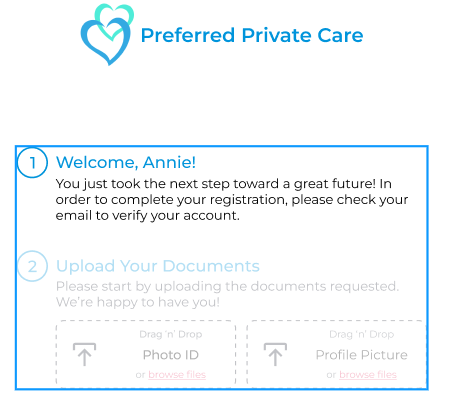 Preferred Private Care
1
Welcome, Annie!
You just took the next step toward a great future! In
order to complete your registration, please check your
email to verify your account.
2
Upload Your Documents
Please start by uploading the documents requested.
We're happy to have you!
Drag 'n' Drop
Photo ID
or browse files
Drag 'n' Drop
Profile Picture
or browse files